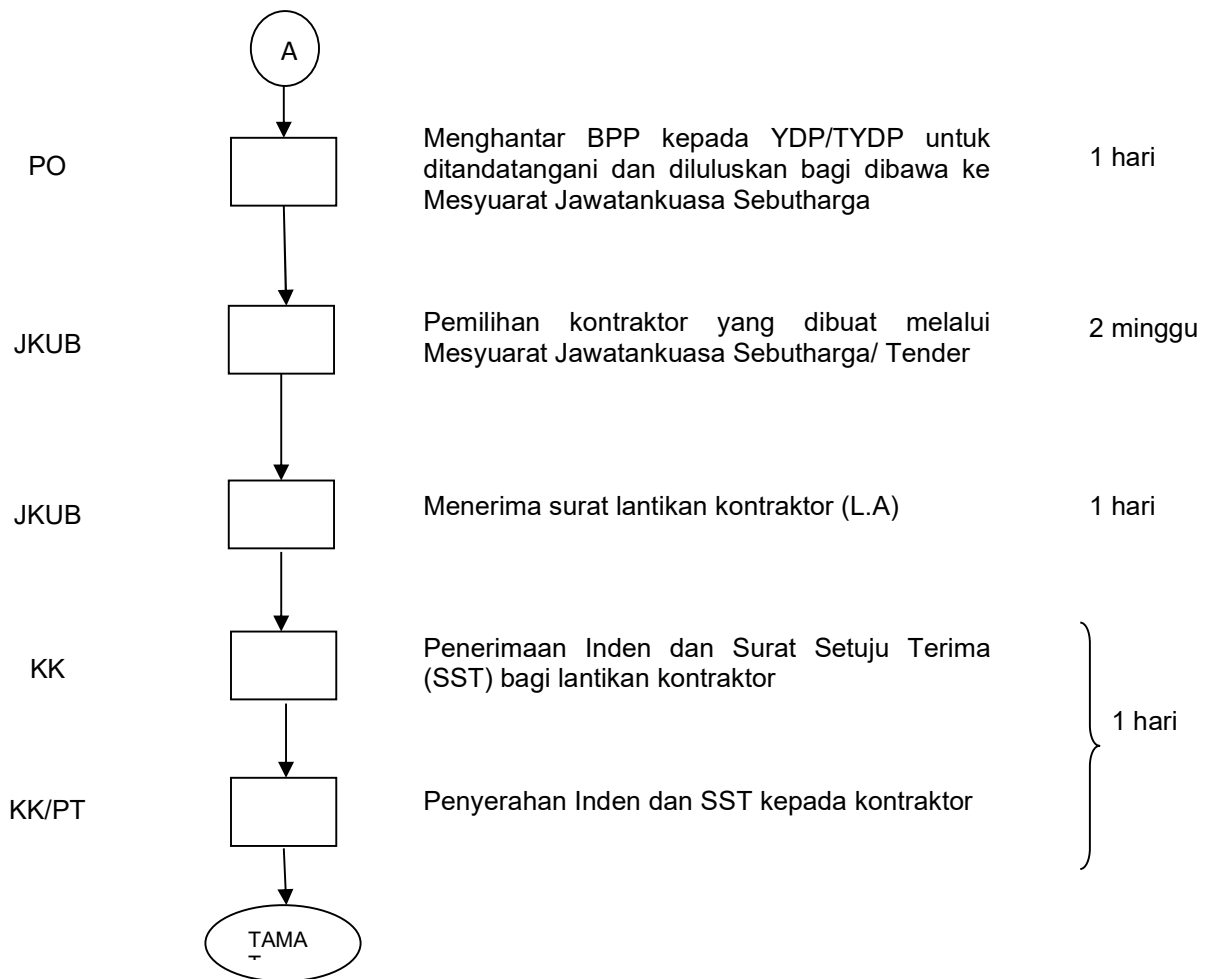 A
PO
Menghantar BPP kepada YDP/TYDP untuk
ditandatangani dan diluluskan bagi dibawa ke
Mesyuarat Jawatankuasa Sebutharga
1 hari
JKUB
Pemilihan kontraktor yang dibuat melalui
Mesyuarat Jawatankuasa Sebutharga/ Tender
2 minggu
JKUB
Menerima surat lantikan kontraktor (L.A)
1 hari
KK
Penerimaan Inden dan Surat Setuju Terima
(SST) bagi lantikan kontraktor
1 hari
KK/PT
Penyerahan Inden dan SST kepada kontraktor
TAMA
T